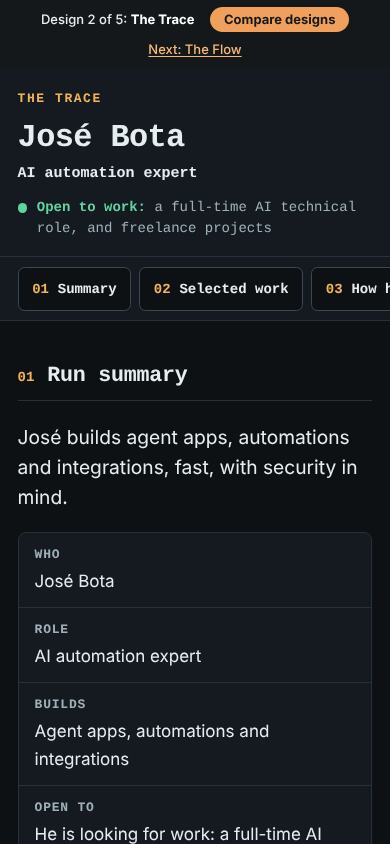 Design 2 of 5: The Trace Compare designs
Next: The Flow
THE TRACE
José Bota
AI automation expert
Open to work: a full-time AI technical
role, and freelance projects
01 Summary 02 Selected work 03 How
01 Run summary
José builds agent apps, automations
and integrations, fast, with security in
mind.
WHO
José Bota
ROLE
AI automation expert
BUILDS
Agent apps, automations and
integrations
OPEN TO
He is looking for work: a full-time AI